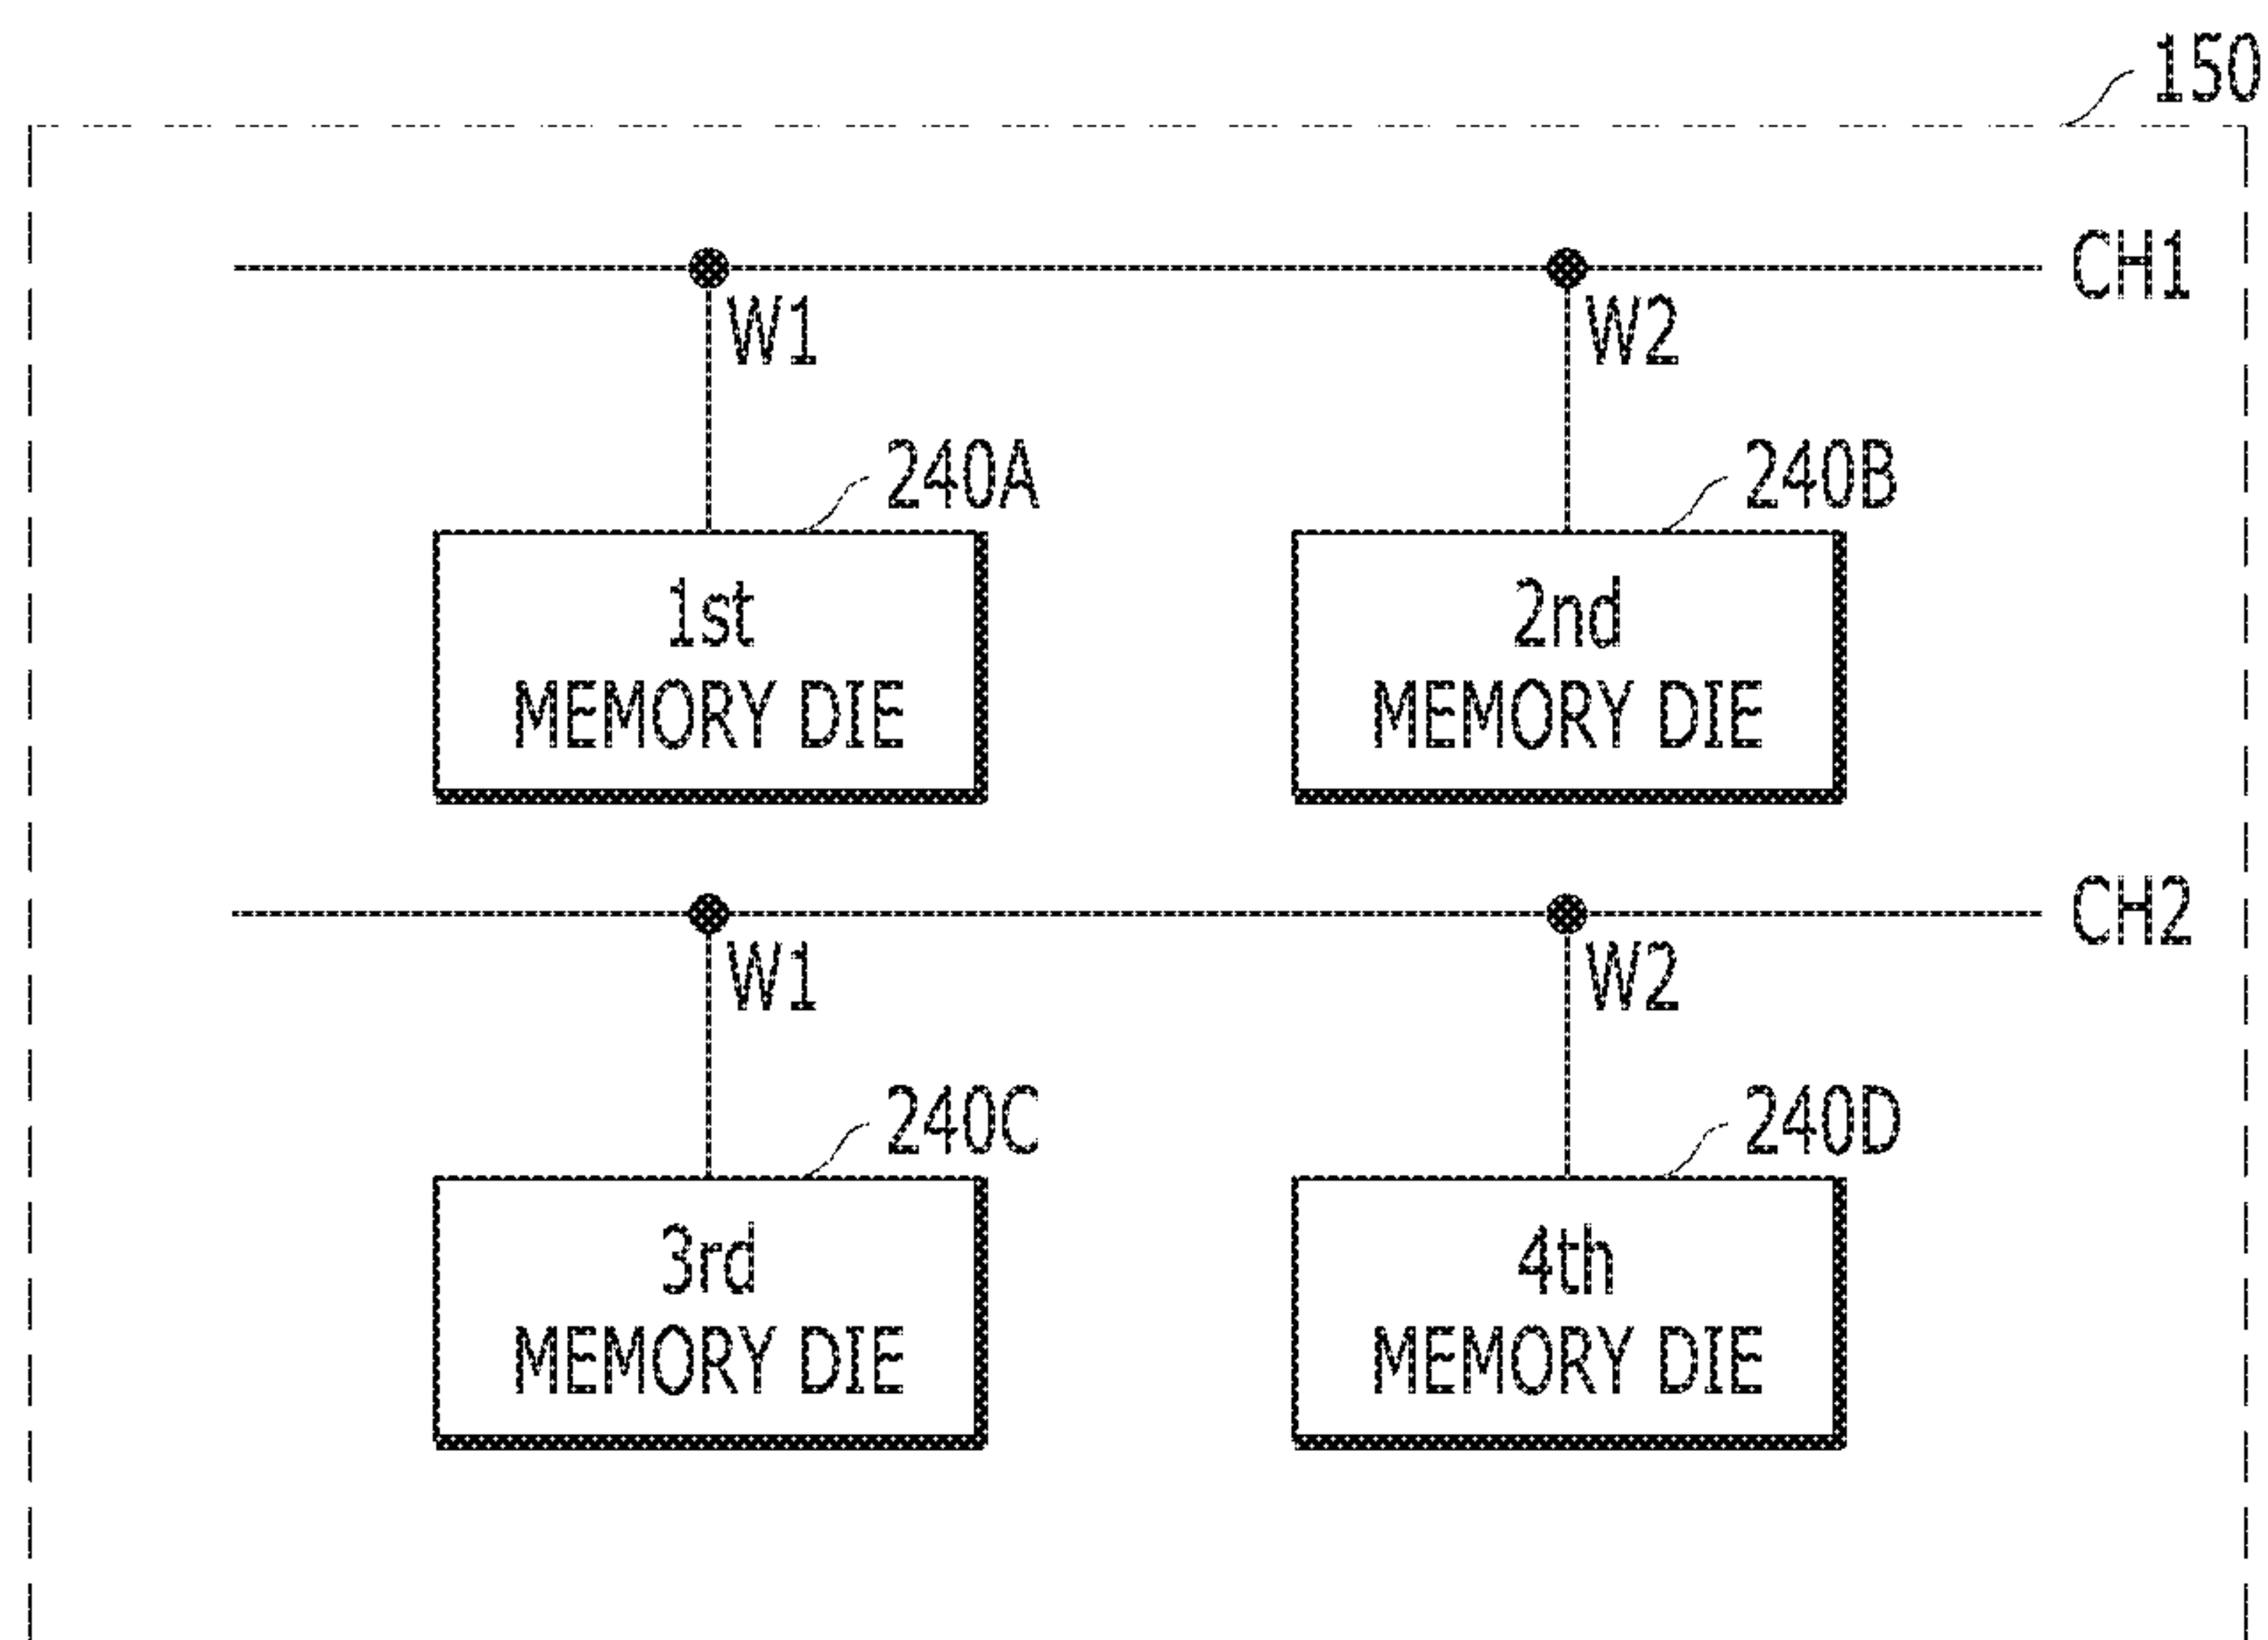 150
CH1
W1
W2
240A
240B
1st
MEMORY DIE
2nd
MEMORY DIE
CH2
W1
W2
240C
240D
3rd
MEMORY DIE
4th
MEMORY DIE